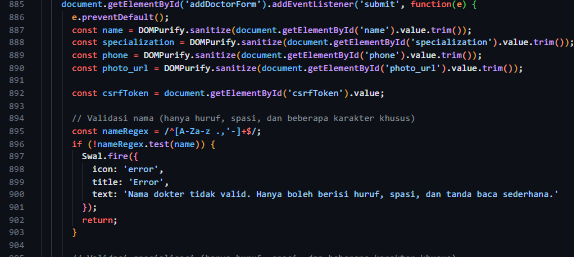 885 document.getElementById('addDoctorForm').addEventListener('submit', function(e) {
886 e.preventDefault();
887 const name = DOMPurify.sanitize(document.getElementById('name').value.trim());
888 const specialization = DOMPurify.sanitize(document.getElementById('specialization').value.trim());
889 const phone = DOMPurify.sanitize(document.getElementById('phone').value.trim());
890 const photo_url = DOMPurify.sanitize(document.getElementById('photo_url').value.trim());
891
892 const csrfToken = document.getElementById('csrfToken').value;
893
894 // Validasi nama (hanya huruf, spasi, dan beberapa karakter khusus)
895 const nameRegex = /^[A-Za-z .,'-]+$/;
896 if (!nameRegex.test(name)) {
897 Swal.fire({
898 icon: 'error',
899 title: 'Error',
900 text: 'Nama dokter tidak valid. Hanya boleh berisi huruf, spasi, dan tanda baca sederhana.'
901 });
902 return;
903 }
904